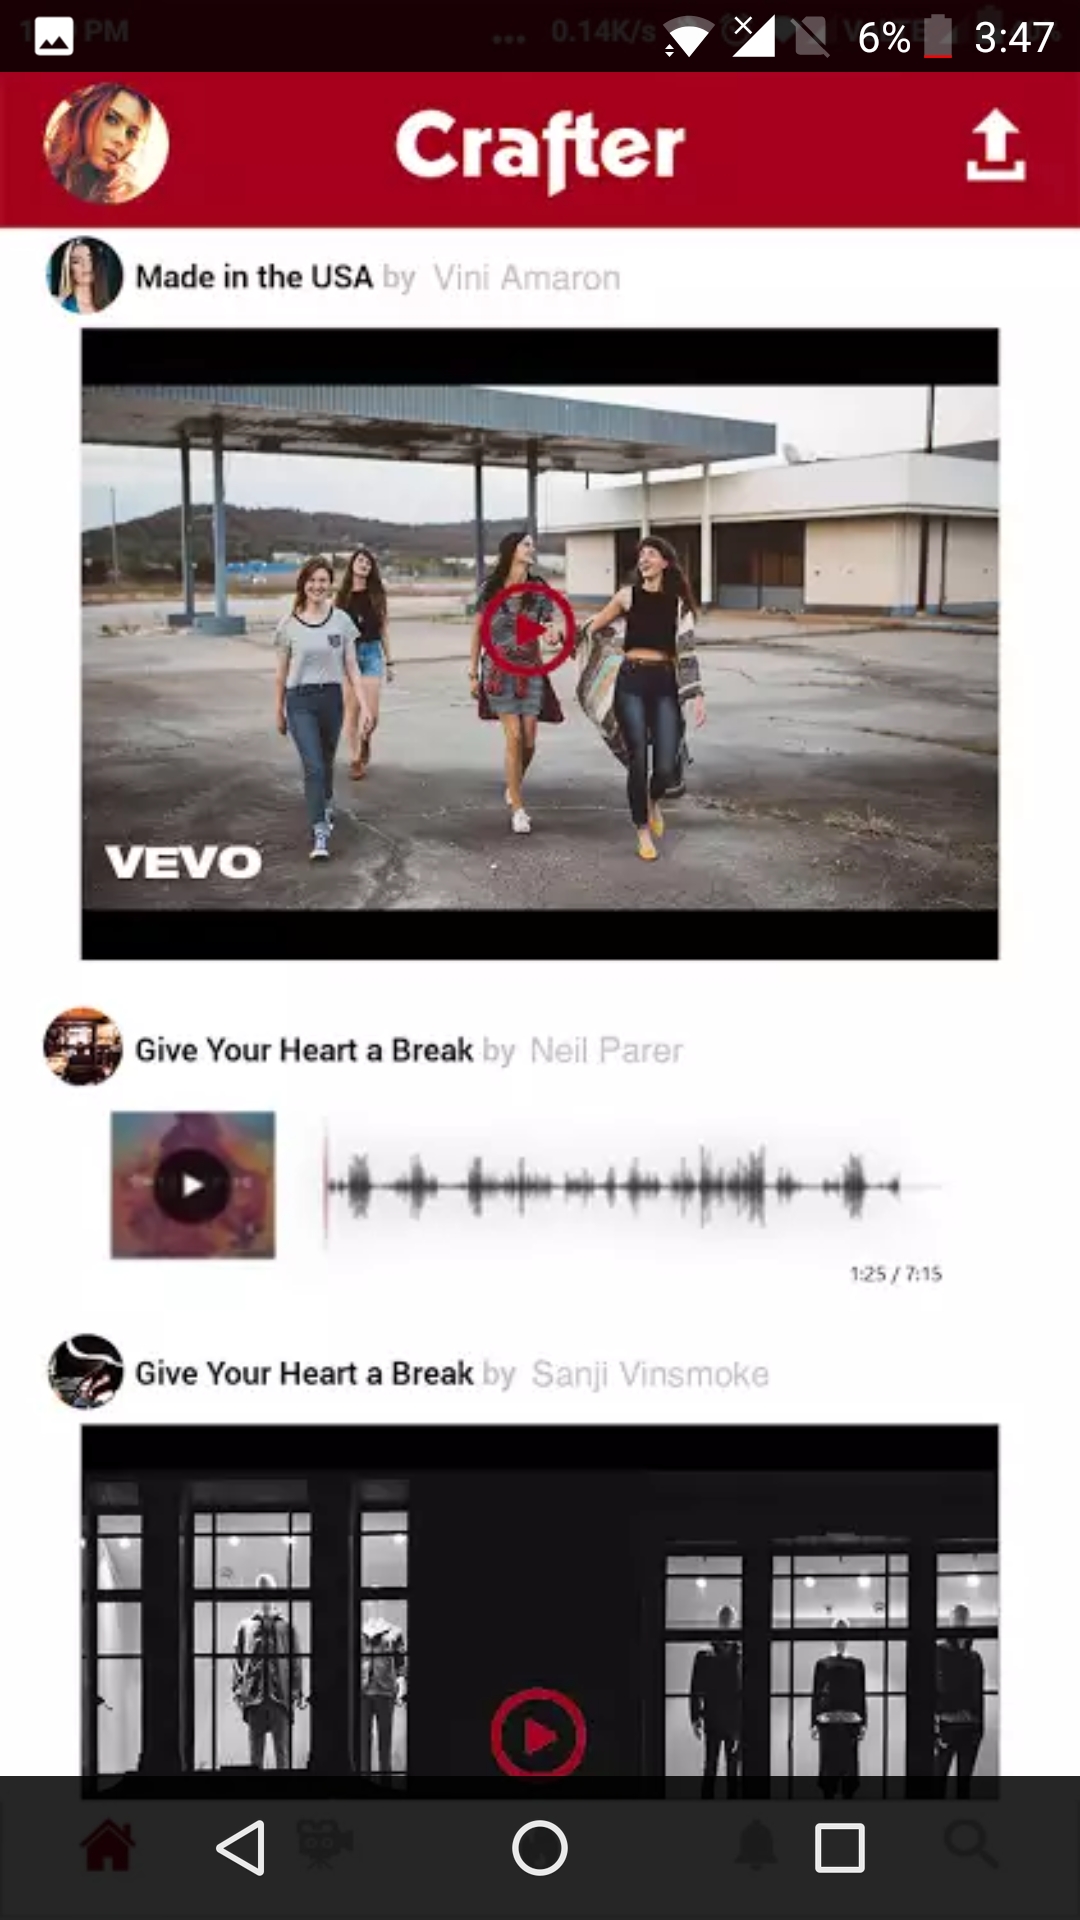 PM ... 0.14K/s 6% 3:47
Crafter
Made in the USA by Vini Amaron
VEVO
Give Your Heart a Break by Neil Parer
1:25 / 7:15
Give Your Heart a Break by Sanji Vinsmoke